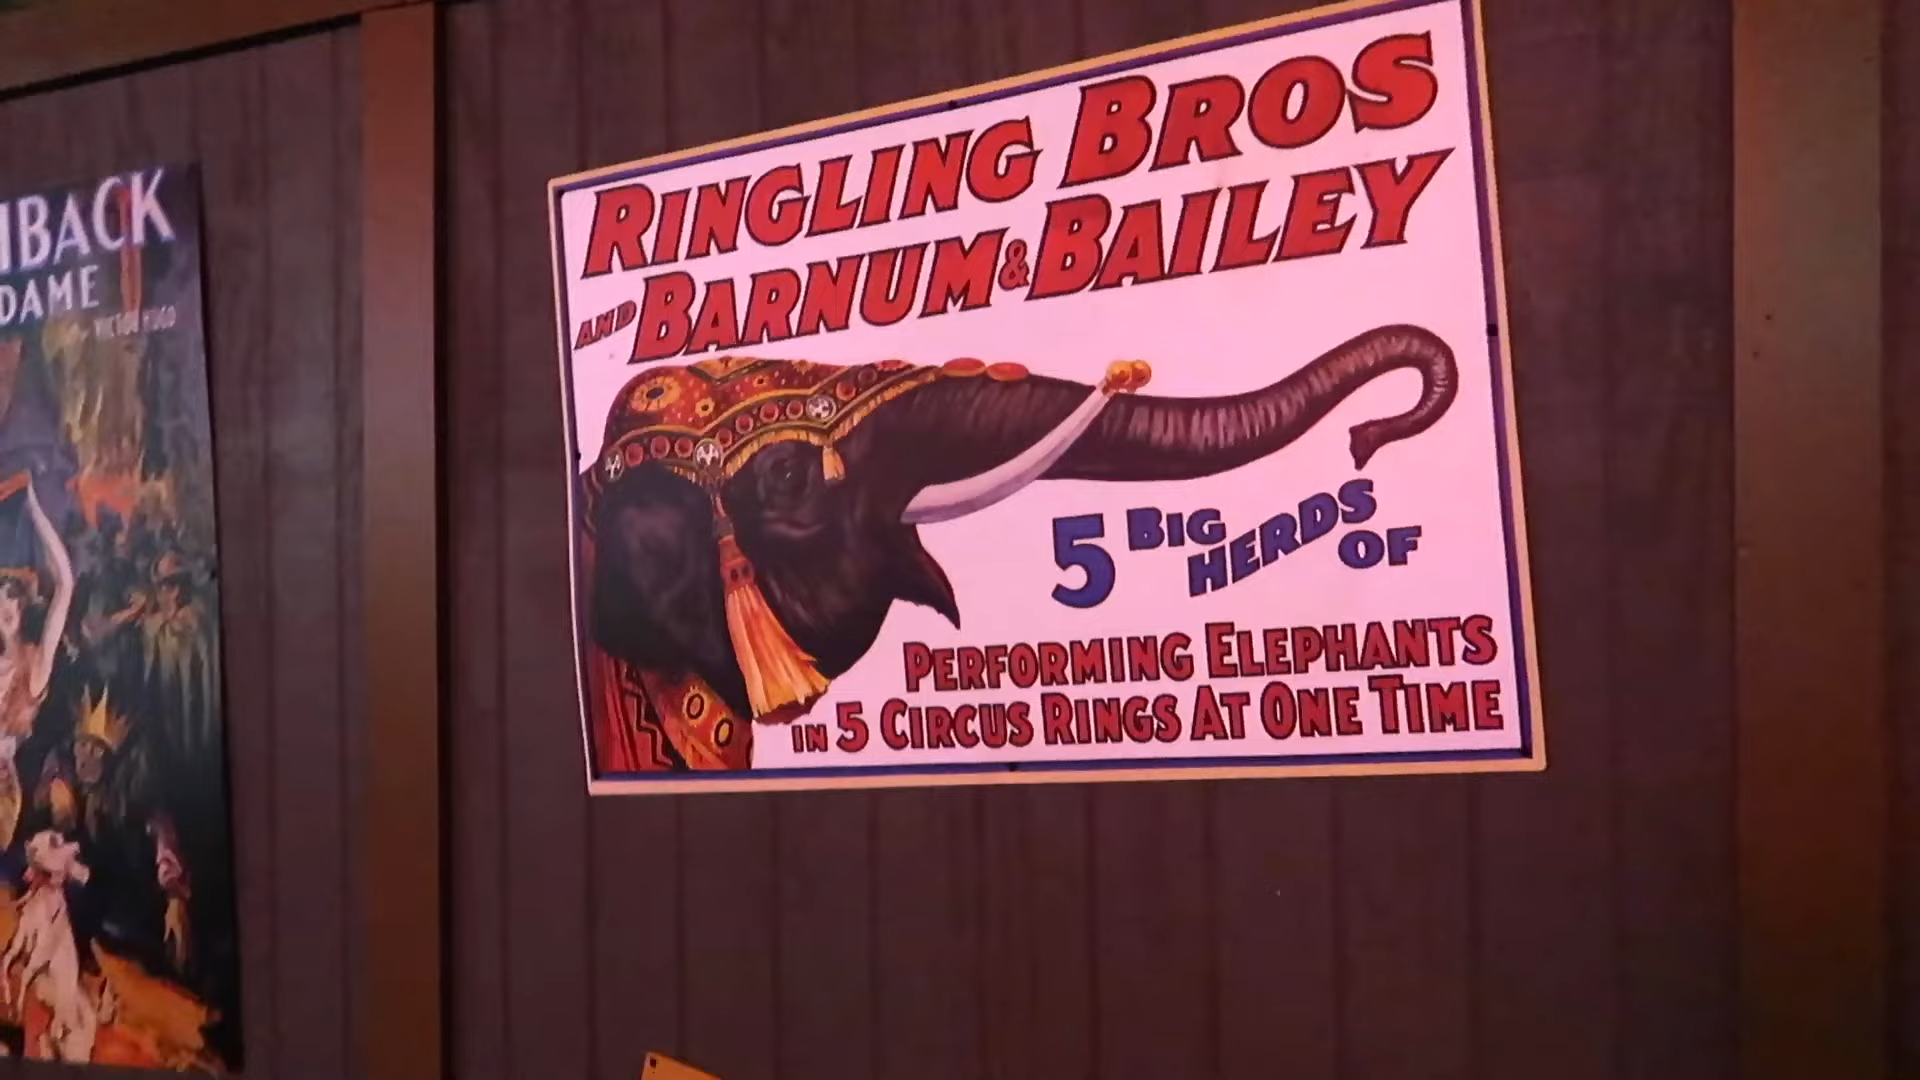 RINGLING BROS
AND BARNUM & BAILEY
5 BIG HERDS OF
PERFORMING ELEPHANTS
IN 5 CIRCUS RINGS AT ONE TIME
DAME
VICTOR HUGO